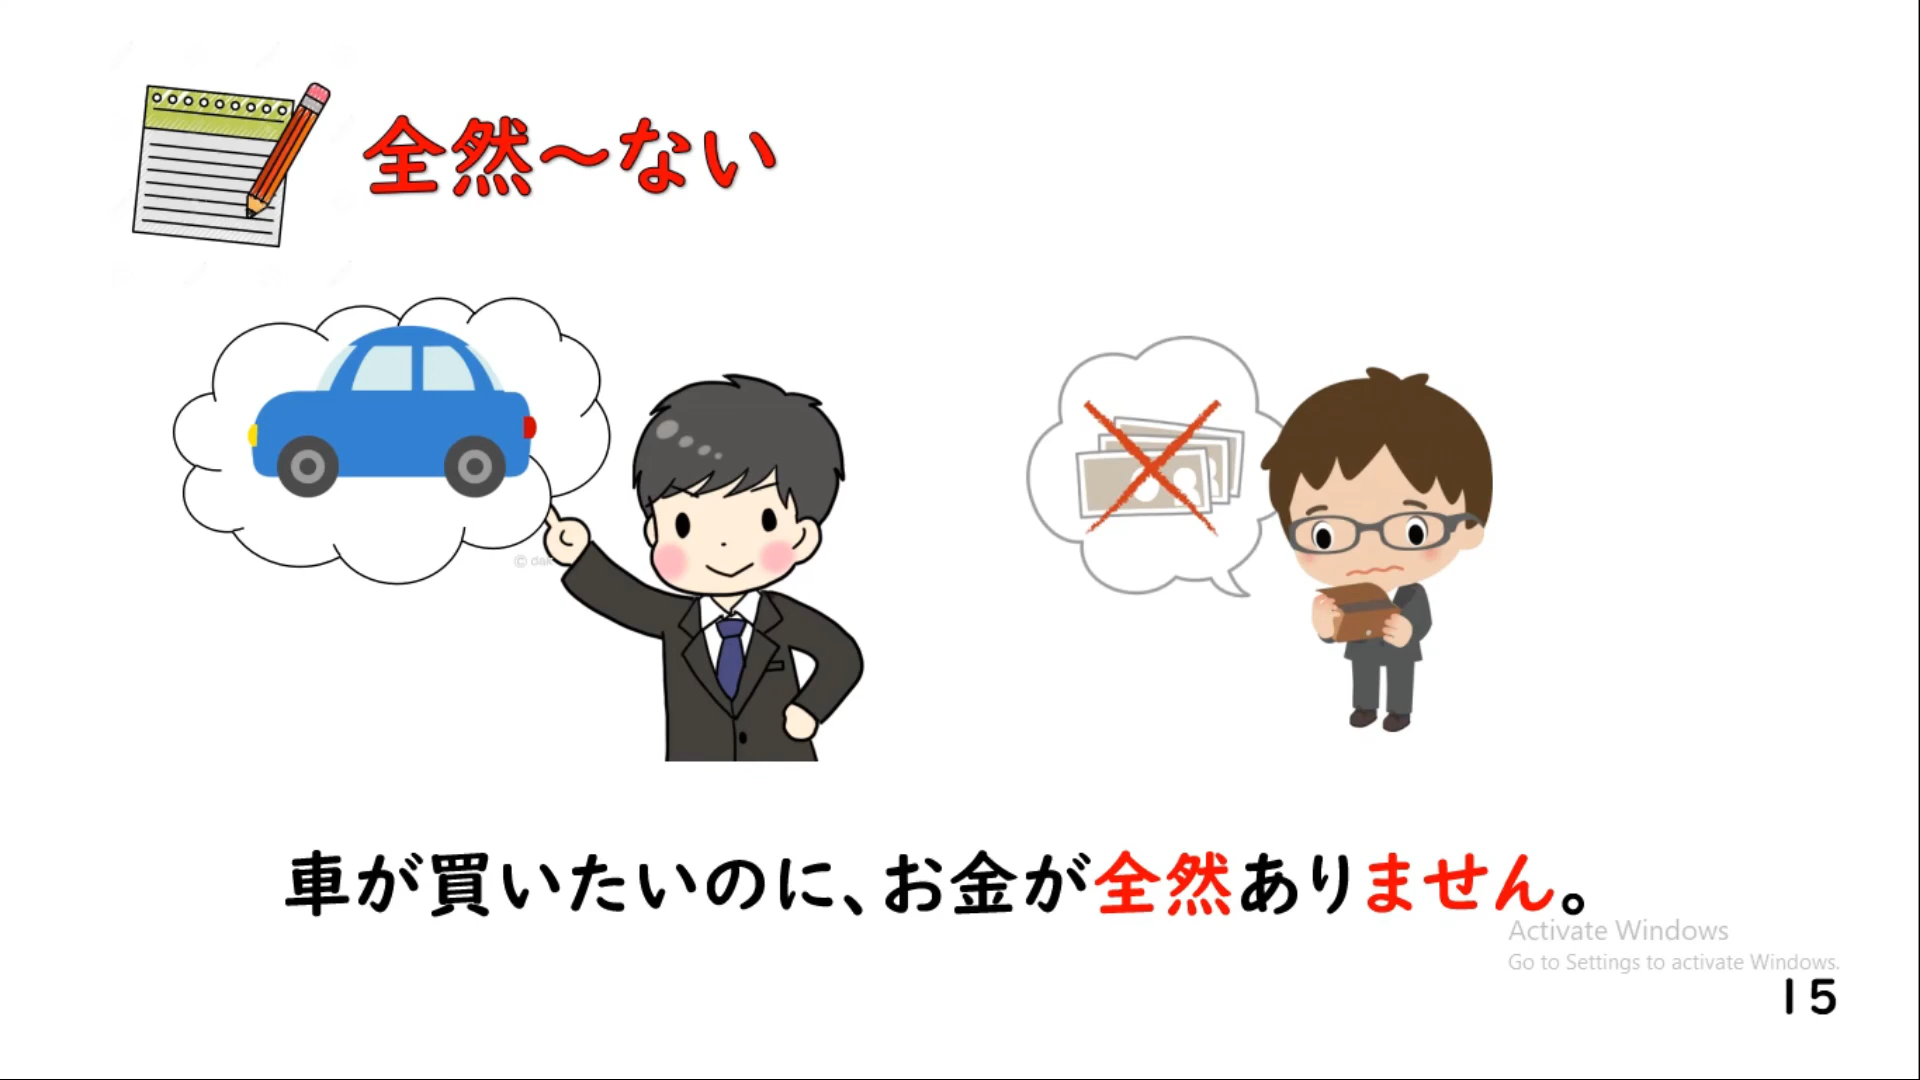 全然～ない
© dak
車が買いたいのに、お金が全然ありません。
Activate Windows
Go to Settings to activate Windows.
15